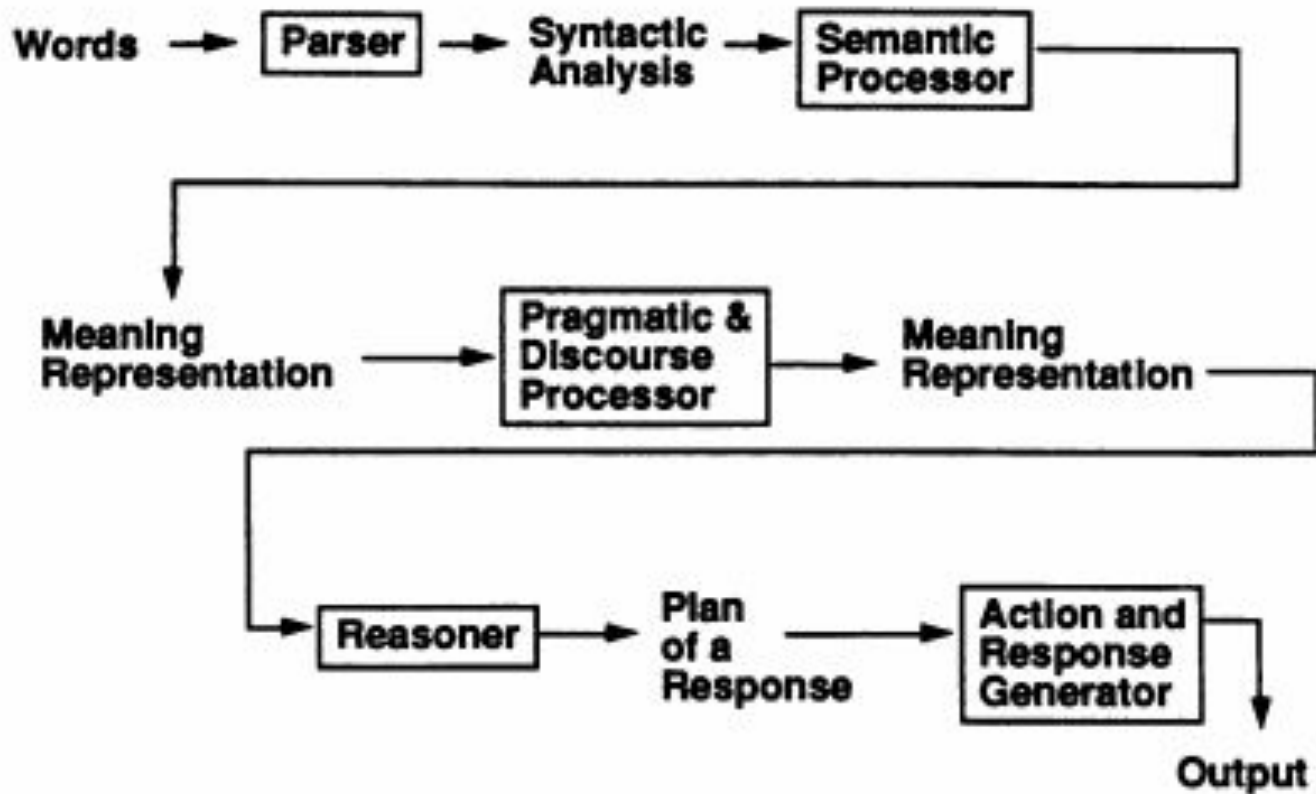 Words
Parser
Syntactic
Analysis
Semantic
Processor
Meaning
Representation
Pragmatic &
Discourse
Processor
Meaning
Representation
Reasoner
Plan
of a
Response
Action and
Response
Generator
Output